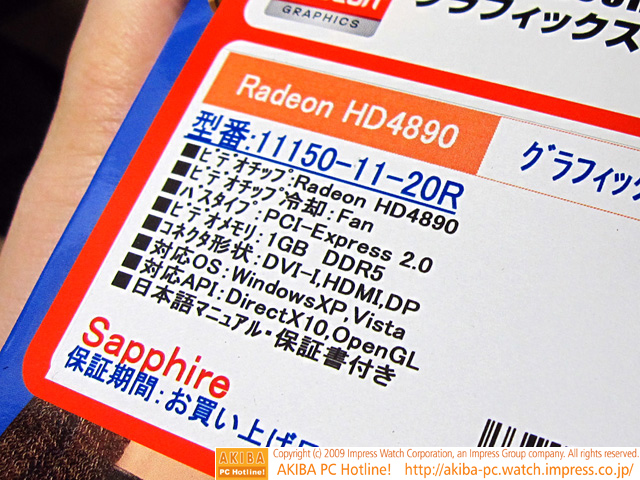 GRAPHICS
グラフィックス
Radeon HD4890
グラフィック
型番:11150-11-20R
■ビデオチップ:Radeon HD4890
■ビデオチップ冷却:Fan
■バスタイプ:PCI-Express 2.0
■ビデオメモリ:1GB DDR5
■コネクタ形状:DVI-I,HDMI,DP
■対応OS:WindowsXP,Vista
■対応API:DirectX10,OpenGL
■日本語マニュアル・保証書付き
Sapphire
保証期間:お買い上げ
AKIBA
PC Hotline!
Copyright (c) 2009 Impress Watch Corporation, an Impress Group company. All rights reserved.
AKIBA PC Hotline! http://akiba-pc.watch.impress.co.jp/